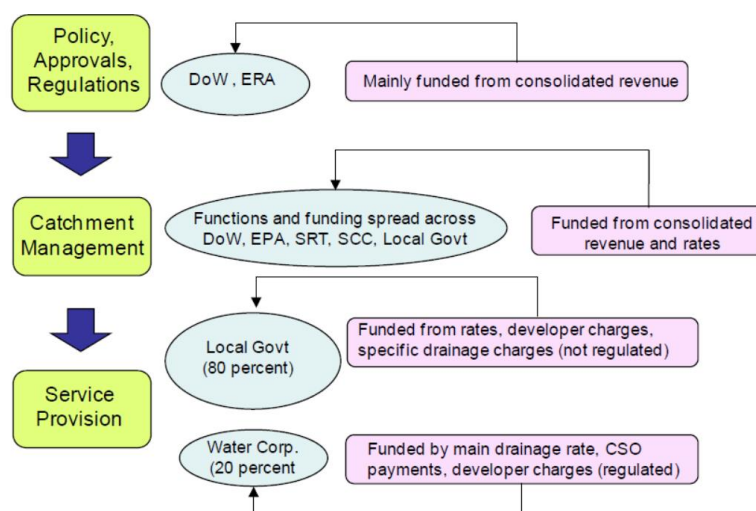 Policy,
Approvals,
Regulations
DoW , ERA
Mainly funded from consolidated revenue
Catchment
Management
Functions and funding spread across
DoW, EPA, SRT, SCC, Local Govt
Funded from consolidated
revenue and rates
Local Govt
(80 percent)
Funded from rates, developer charges,
specific drainage charges (not regulated)
Service
Provision
Water Corp.
(20 percent
Funded by main drainage rate, CSO
payments, developer charges (regulated)